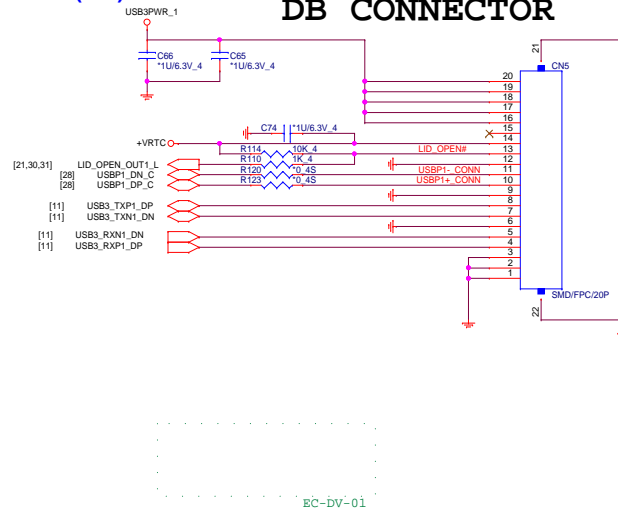 DB CONNECTOR
USB3PWR_1
21
C66
C65
CN5
*1U/6.3V_4
*1U/6.3V_4
20
19
18
17
16
15
C74
*1U/6.3V_4
14
+VRTC
R114
10K_4
LID_OPEN#
13
R110
1K_4
12
[21,30,31]
LID_OPEN_OUT1_L
R120
*0_4S
USBP1-_CONN
11
[28]
USBP1_DN_C
R123
*0_4S
USBP1+_CONN
10
[28]
USBP1_DP_C
9
[11]
USB3_TXP1_DP
8
[11]
USB3_TXN1_DN
7
6
[11]
USB3_RXN1_DN
5
[11]
USB3_RXP1_DP
4
3
2
1
SMD/FPC/20P
22
EC-DV-01